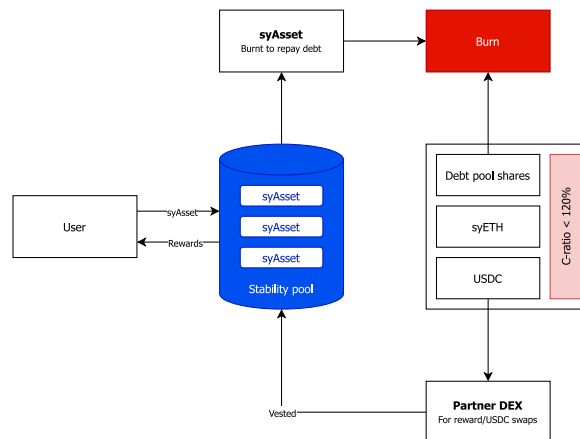 syAsset
Burnt to repay debt
Burn
Debt pool shares
syETH
USDC
C-ratio < 120%
User
syAsset
Rewards
syAsset
syAsset
syAsset
Stability pool
Vested
Partner DEX
For reward/USDC swaps